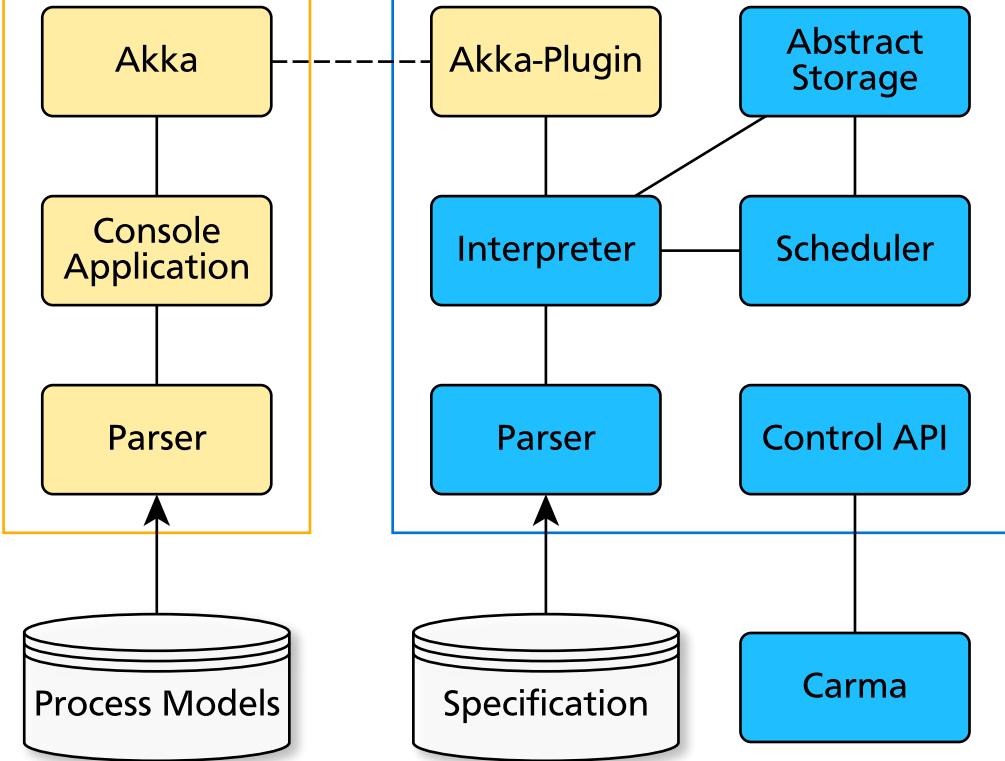 Akka
Akka-Plugin
Abstract
Storage
Console
Application
Interpreter
Scheduler
Parser
Parser
Control API
Process Models
Specification
Carma